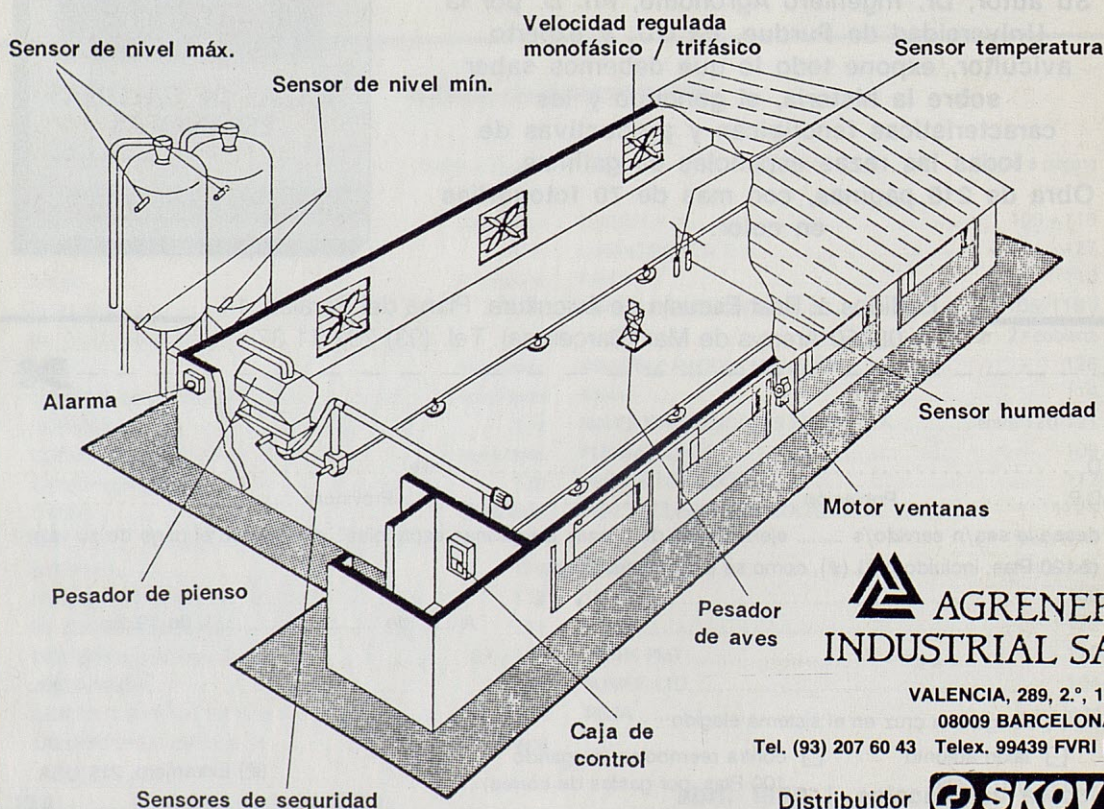 Sensor de nivel máx.
Velocidad regulada
monofásico / trifásico
Sensor temperatura
Sensor de nivel mín.
Alarma
Sensor humedad
Motor ventanas
Pesador de pienso
Pesador
de aves
Caja de
control
Sensores de seguridad
AGRENER
INDUSTRIAL SA
VALENCIA, 289, 2.º, 1
08009 BARCELONA
Tel. (93) 207 60 43 Telex. 99439 FVRI
Distribuidor
SKOV